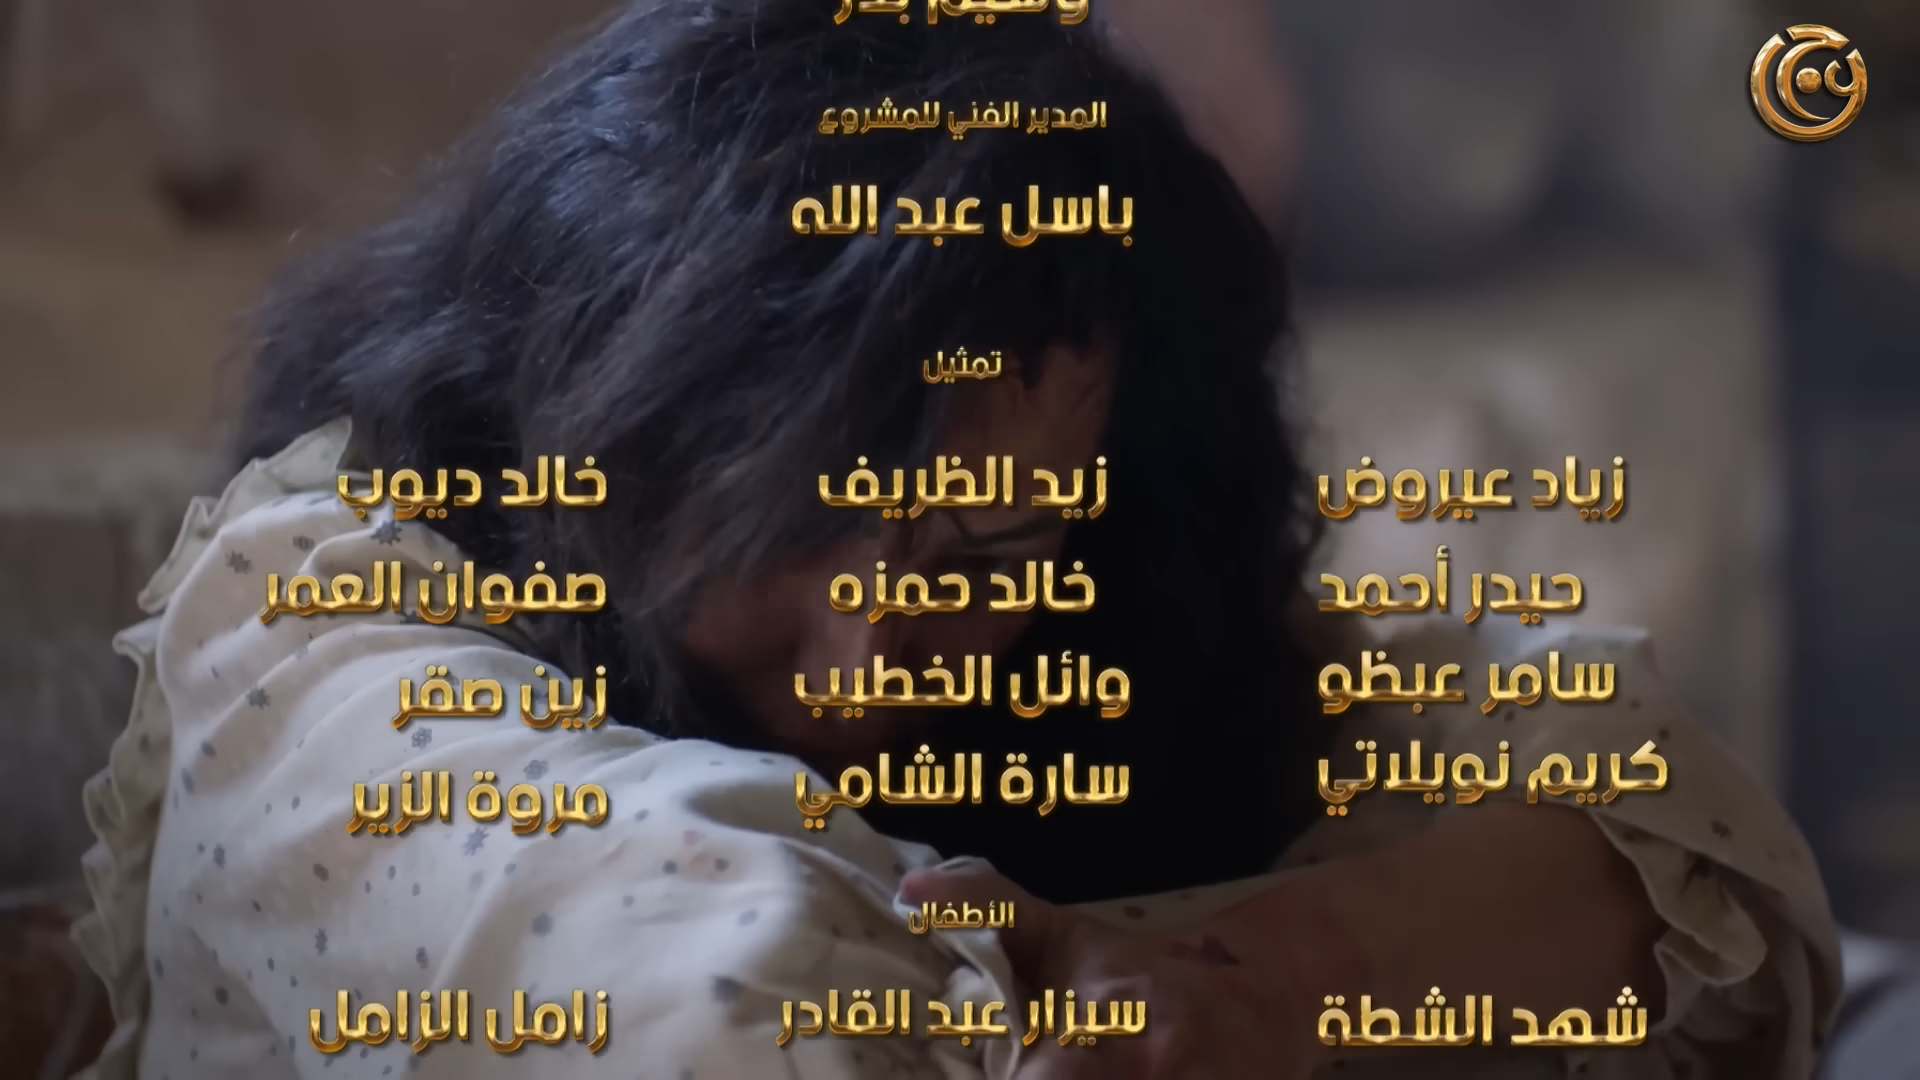 وسيم بدر
المدير الفني للمشروع
باسل عبد الله
تمثيل
زياد عيروض زيد الظريف خالد ديوب
حيدر أحمد خالد حمزه صفوان العمر
سامر عبظو وائل الخطيب زين صقر
كريم نويلاتي سارة الشامي مروة الزير
الأطفال
شهد الشطة سيزار عبد القادر زامل الزامل